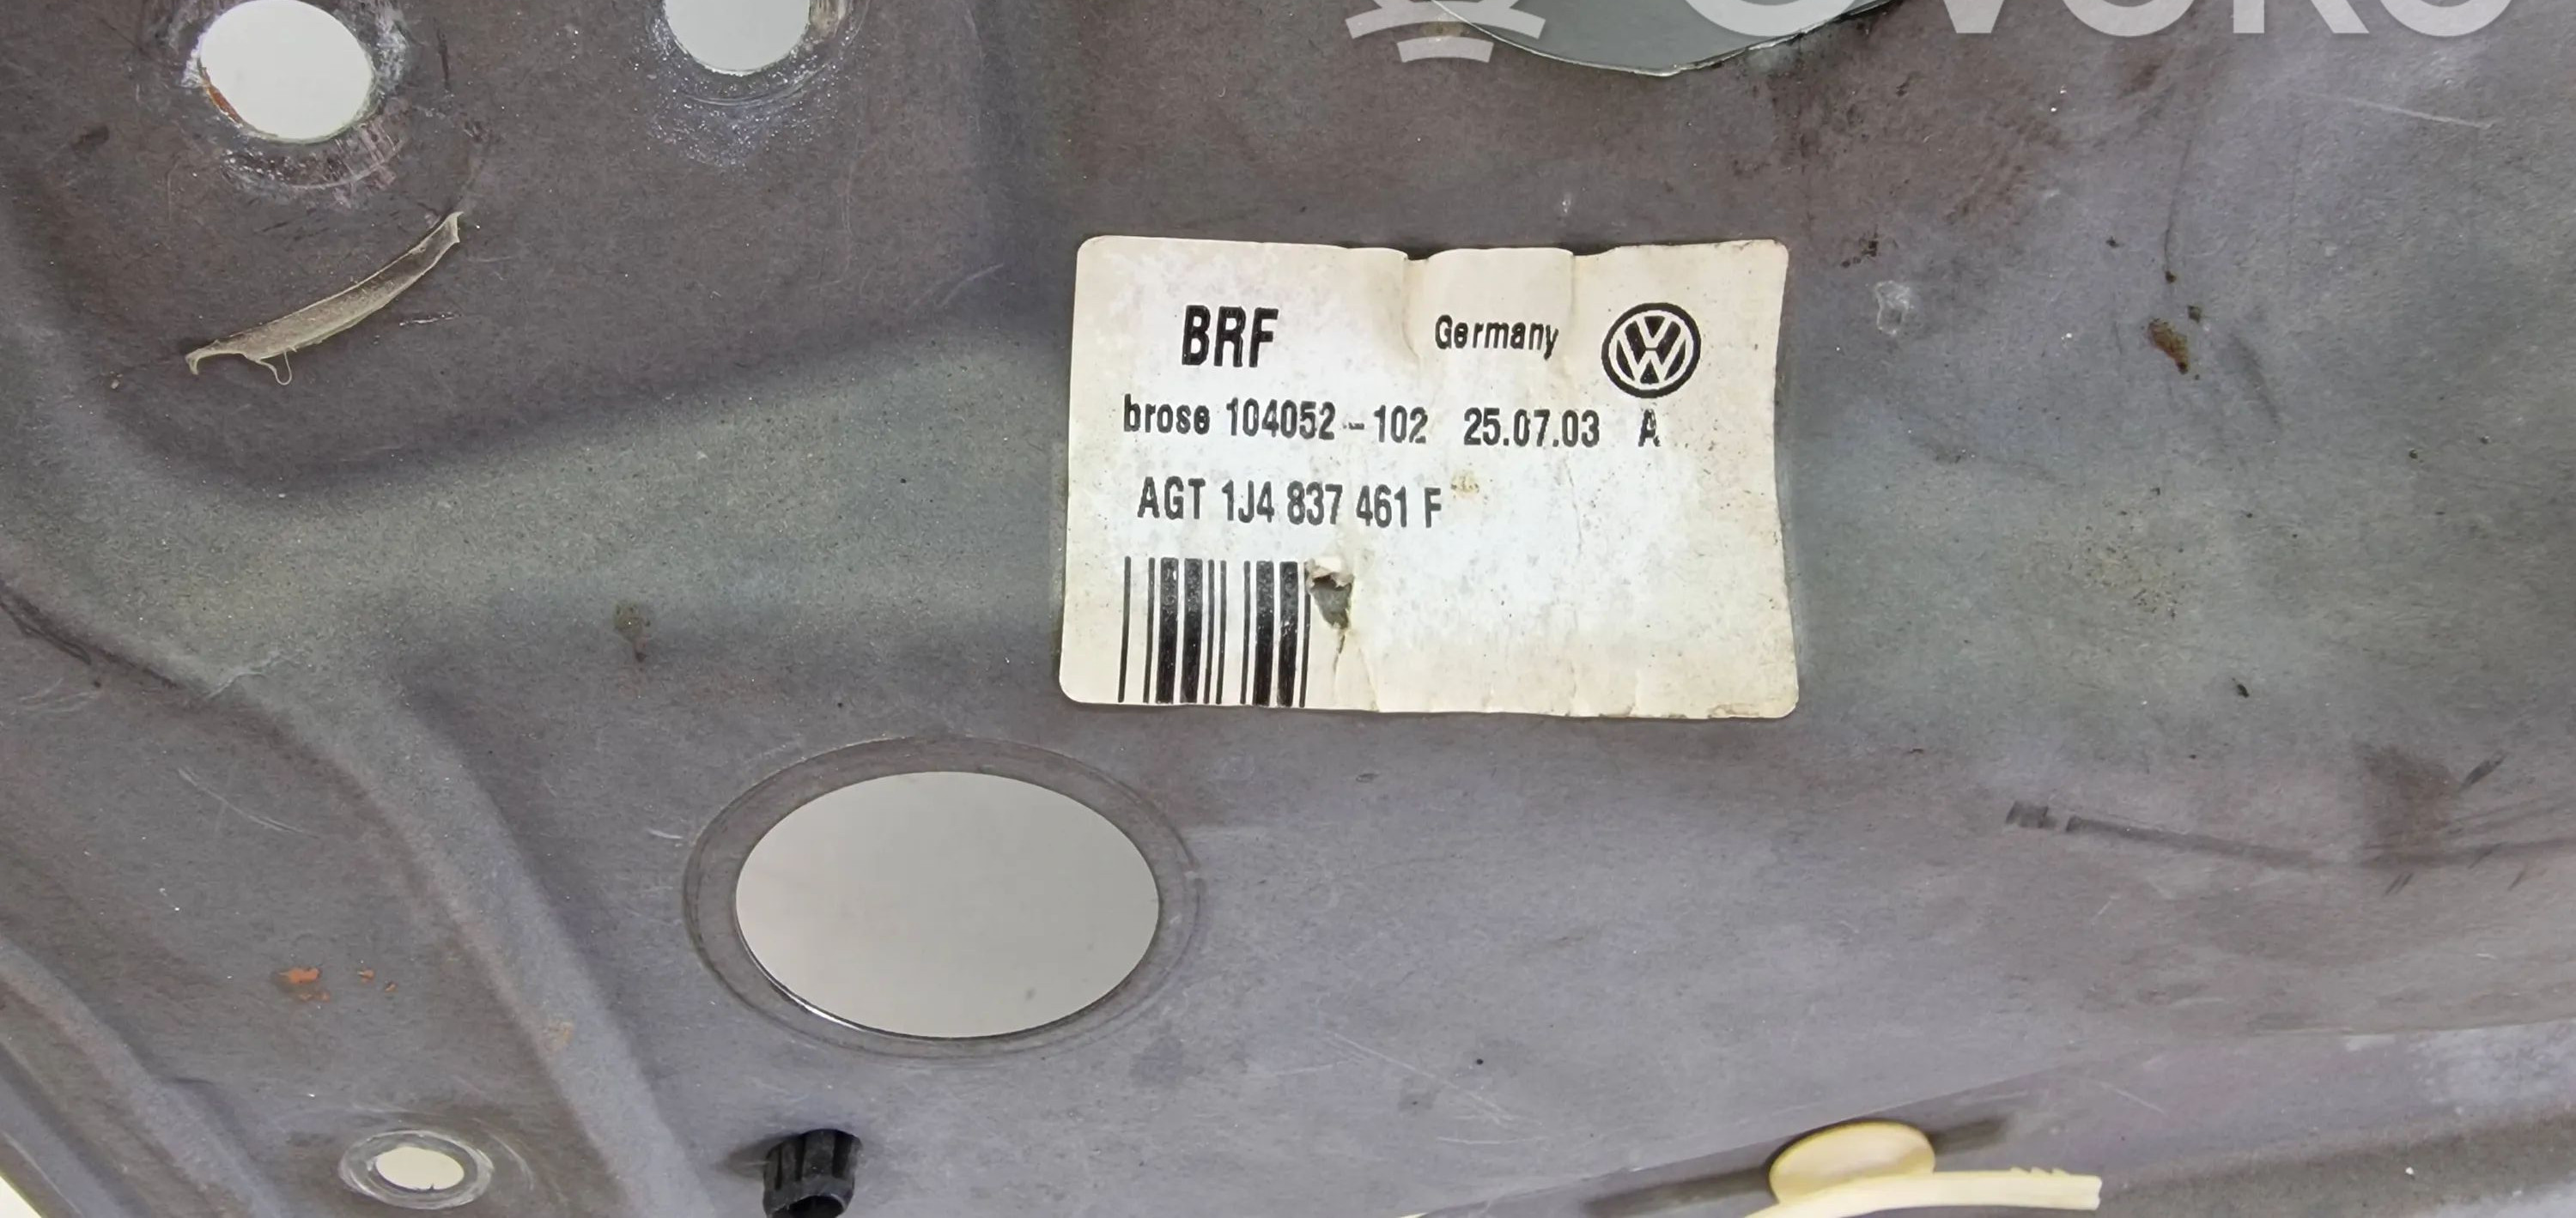 BRF Germany
brose 104052-102 25.07.03 A
AGT 1J4 837 461 F